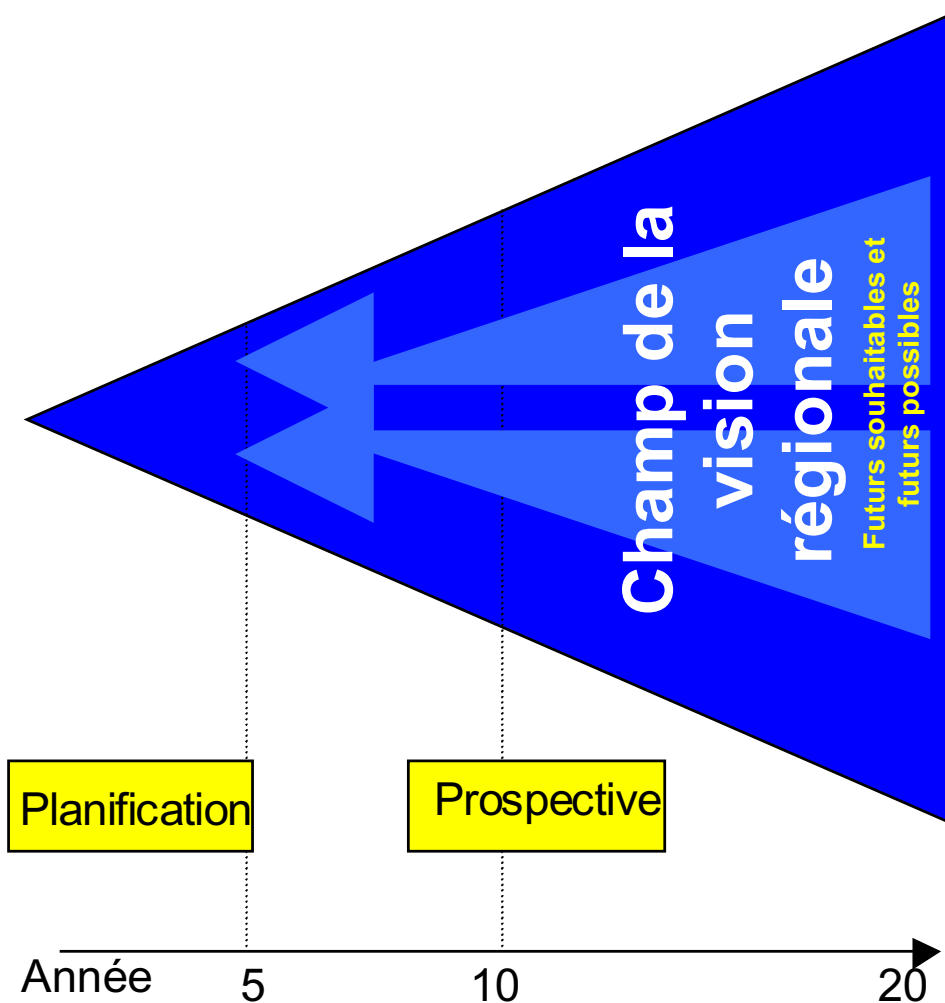 Champ de la
vision
régionale
Futurs souhaitables et
futurs possibles
Planification
Prospective
Année
5
10
20